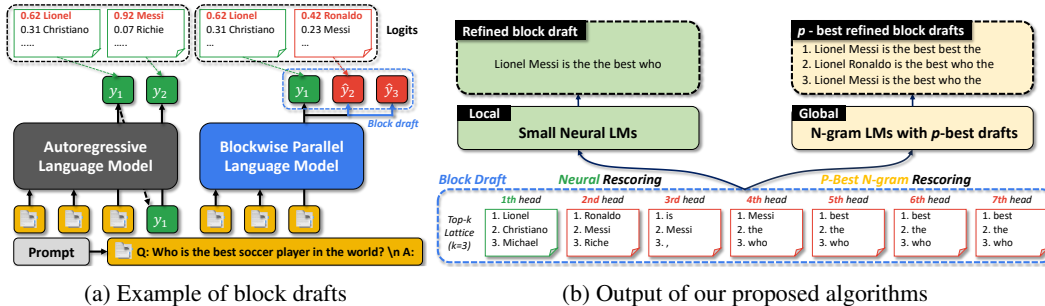 0.62 Lionel
0.31 Christiano
.....
0.92 Messi
0.07 Richie
.....
0.62 Lionel
0.31 Christiano
...
0.42 Ronaldo
0.23 Messi
...
Logits
y1
y2
y1
ŷ2
ŷ3
Block draft
Autoregressive
Language Model
Blockwise Parallel
Language Model
y1
Prompt
Q: Who is the best soccer player in the world? \n A:
(a) Example of block drafts
Refined block draft
Lionel Messi is the the best who
p - best refined block drafts
1. Lionel Messi is the best best the
2. Lionel Ronaldo is the best who the
3. Lionel Messi is the best who the
Local
Small Neural LMs
Global
N-gram LMs with p-best drafts
Block Draft
Neural Rescoring
P-Best N-gram Rescoring
Top-k
Lattice
(k=3)
1th head
1. Lionel
2. Christiano
3. Michael
2nd head
1. Ronaldo
2. Messi
3. Riche
3rd head
1. is
2. Messi
3. ,
4th head
1. Messi
2. the
3. who
5th head
1. best
2. the
3. who
6th head
1. best
2. the
3. who
7th head
1. best
2. the
3. who
(b) Output of our proposed algorithms